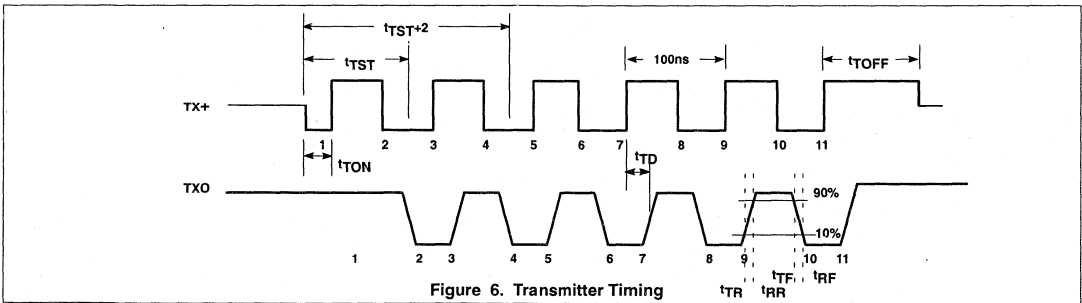 tTST+2
tTST
100ns
tTOFF
TX+
1 2 3 4 5 6 7 8 9 10 11
tTON
tTD
TXO
90%
10%
1 2 3 4 5 6 7 8 9 10 11
tTR tRR tTF tRF
Figure 6. Transmitter Timing